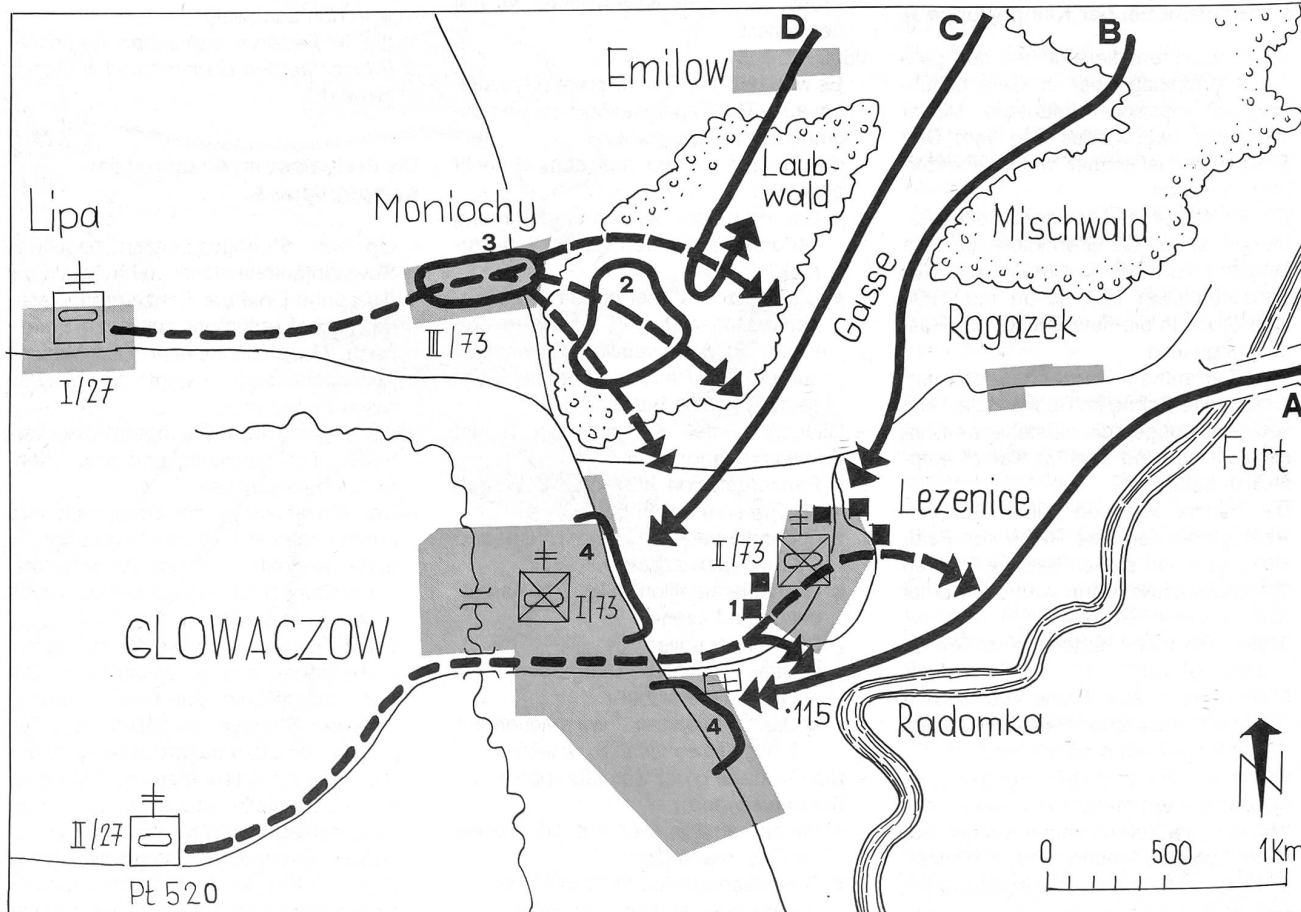 D
C
B
Emilow
Laub-
wald
Lipa
Moniochy
3
2
Gasse
Mischwald
Rogazek
III/73
I/27
A
Furt
Lezenice
II/73
4
I/73
1
GLOWACZOW
4
.115
Radomka
N
II/27
Pt 520
0 500 1Km